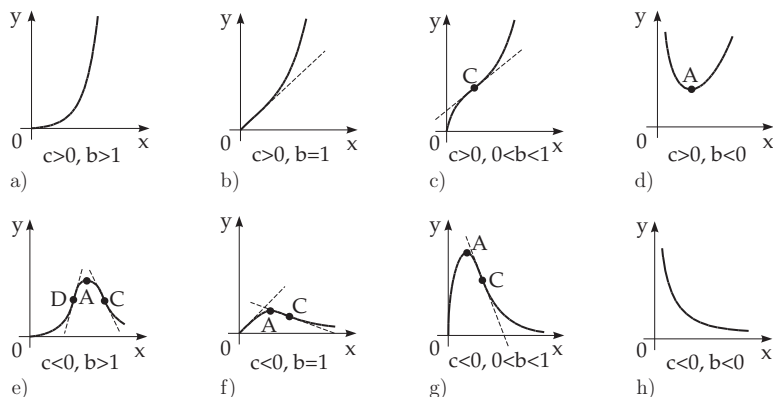 y
C
A
0
x
c>0, b>1
a)
y
0
x
c>0, b=1
b)
y
C
0
x
c>0, 0<b<1
c)
y
A
0
x
c>0, b<0
d)
y
D
A
C
0
x
c<0, b>1
e)
y
C
A
0
x
c<0, b=1
f)
y
A
C
0
x
c<0, 0<b<1
g)
y
0
x
c<0, b<0
h)